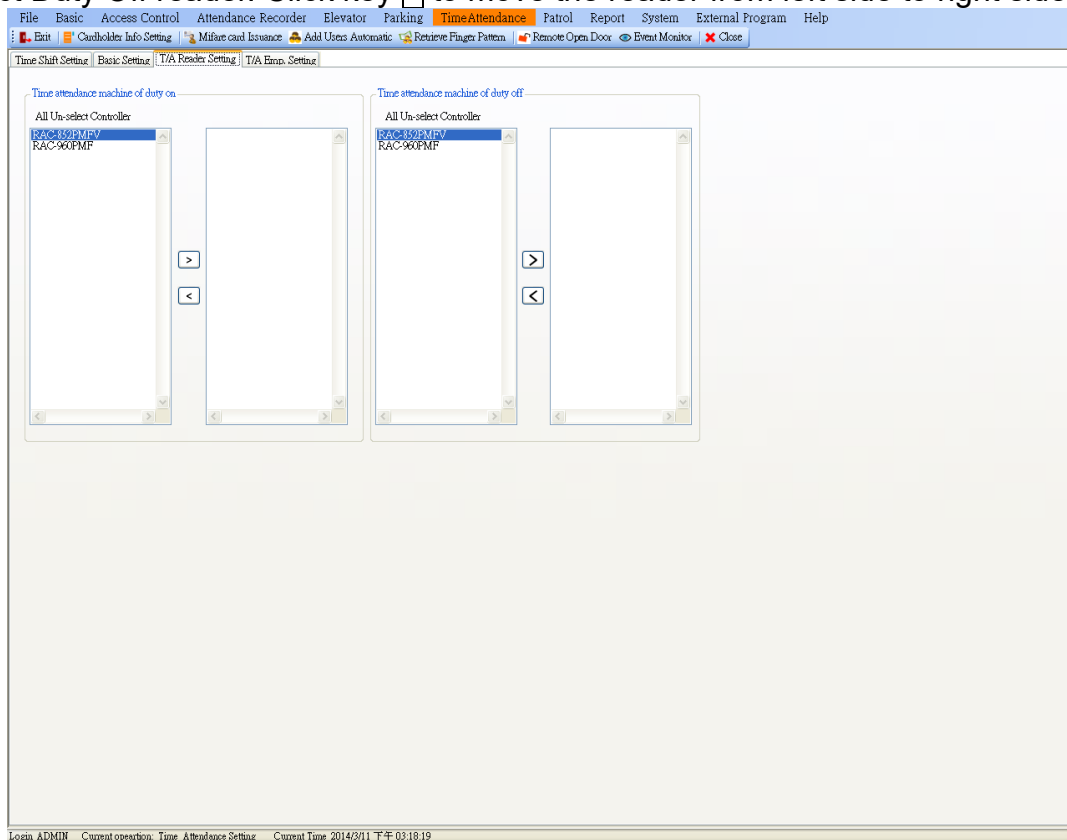 t Duty Off reader. Click key to move the reader from left side to right side
File Basic Access Control Attendance Recorder Elevator Parking TimeAttendance Patrol Report System External Program Help
Exit Cardholder Info Setting Mifare card Issuance Add Users Automatic Retrieve Finger Pattern Remote Open Door Event Monitor Close
Time Shift Setting Basic Setting T/A Reader Setting T/A Emp. Setting
Time attendance machine of duty on Time attendance machine of duty off
All Un-select Controller All Un-select Controller
RAC-852PMFV RAC-852PMFV
RAC-960PMF RAC-960PMF
> >
< <
Login ADMIN Current opeartion: Time_Attendance Setting Current Time 2014/3/11 下午 03:18:19